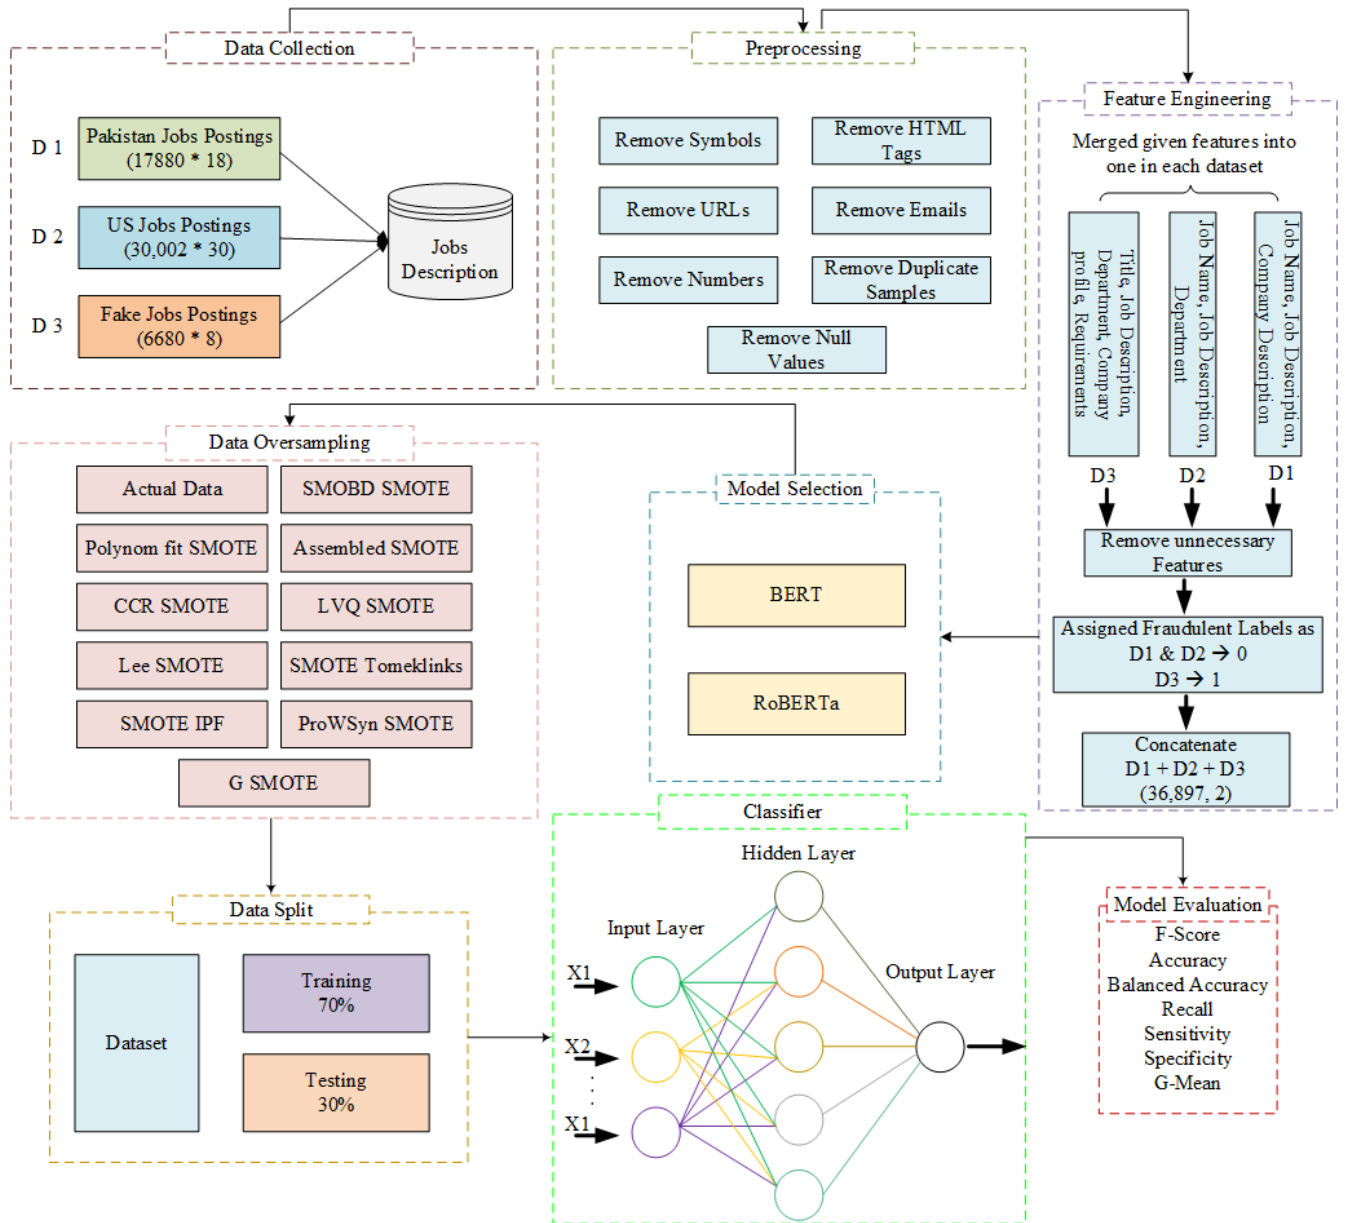 Data Collection
D 1
Pakistan Jobs Postings
(17880 * 18)
D 2
US Jobs Postings
(30,002 * 30)
D 3
Fake Jobs Postings
(6680 * 8)
Jobs
Description
Preprocessing
Remove Symbols
Remove HTML
Tags
Remove URLs
Remove Emails
Remove Numbers
Remove Duplicate
Samples
Remove Null
Values
Feature Engineering
Merged given features into
one in each dataset
Title, Job Description,
Department, Company
profile, Requirements
Job Name, Job Description,
Department
Job Name, Job Description,
Company Description
D3
D2
D1
Remove unnecessary
Features
Assigned Fraudulent Labels as
D1 & D2 → 0
D3 → 1
Concatenate
D1 + D2 + D3
(36,897, 2)
Model Selection
BERT
RoBERTa
Data Oversampling
Actual Data
SMOBD SMOTE
Polynom fit SMOTE
Assembled SMOTE
CCR SMOTE
LVQ SMOTE
Lee SMOTE
SMOTE Tomeklinks
SMOTE IPF
ProWSyn SMOTE
G SMOTE
Data Split
Dataset
Training
70%
Testing
30%
Classifier
Hidden Layer
Input Layer
Output Layer
X1
X2
X1
Model Evaluation
F-Score
Accuracy
Balanced Accuracy
Recall
Sensitivity
Specificity
G-Mean